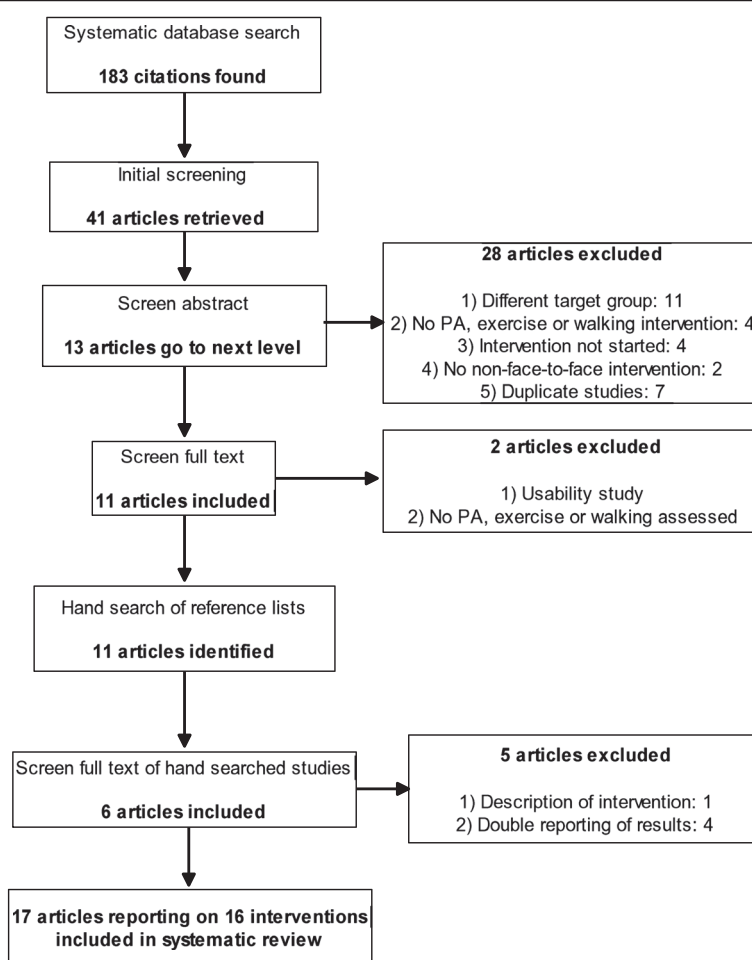 Systematic database search
183 citations found
Initial screening
41 articles retrieved
Screen abstract
13 articles go to next level
28 articles excluded
1) Different target group: 11
2) No PA, exercise or walking intervention: 4
3) Intervention not started: 4
4) No non-face-to-face intervention: 2
5) Duplicate studies: 7
Screen full text
11 articles included
2 articles excluded
1) Usability study
2) No PA, exercise or walking assessed
Hand search of reference lists
11 articles identified
Screen full text of hand searched studies
6 articles included
5 articles excluded
1) Description of intervention: 1
2) Double reporting of results: 4
17 articles reporting on 16 interventions
included in systematic review